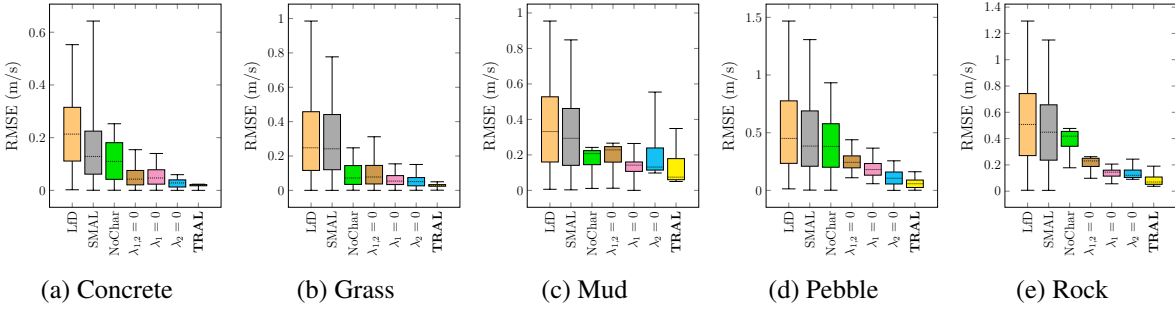 RMSE (m/s)
0.6
0.4
0.2
0
LfD
SMAL
NoChar
λ1,2 = 0
λ1 = 0
λ2 = 0
TRAL
(a) Concrete
RMSE (m/s)
1
0.8
0.6
0.4
0.2
0
LfD
SMAL
NoChar
λ1,2 = 0
λ1 = 0
λ2 = 0
TRAL
(b) Grass
RMSE (m/s)
1
0.8
0.6
0.4
0.2
0
LfD
SMAL
NoChar
λ1,2 = 0
λ1 = 0
λ2 = 0
TRAL
(c) Mud
RMSE (m/s)
1.5
1
0.5
0
LfD
SMAL
NoChar
λ1,2 = 0
λ1 = 0
λ2 = 0
TRAL
(d) Pebble
RMSE (m/s)
1.4
1.2
1
0.8
0.6
0.4
0.2
0
LfD
SMAL
NoChar
λ1,2 = 0
λ1 = 0
λ2 = 0
TRAL
(e) Rock